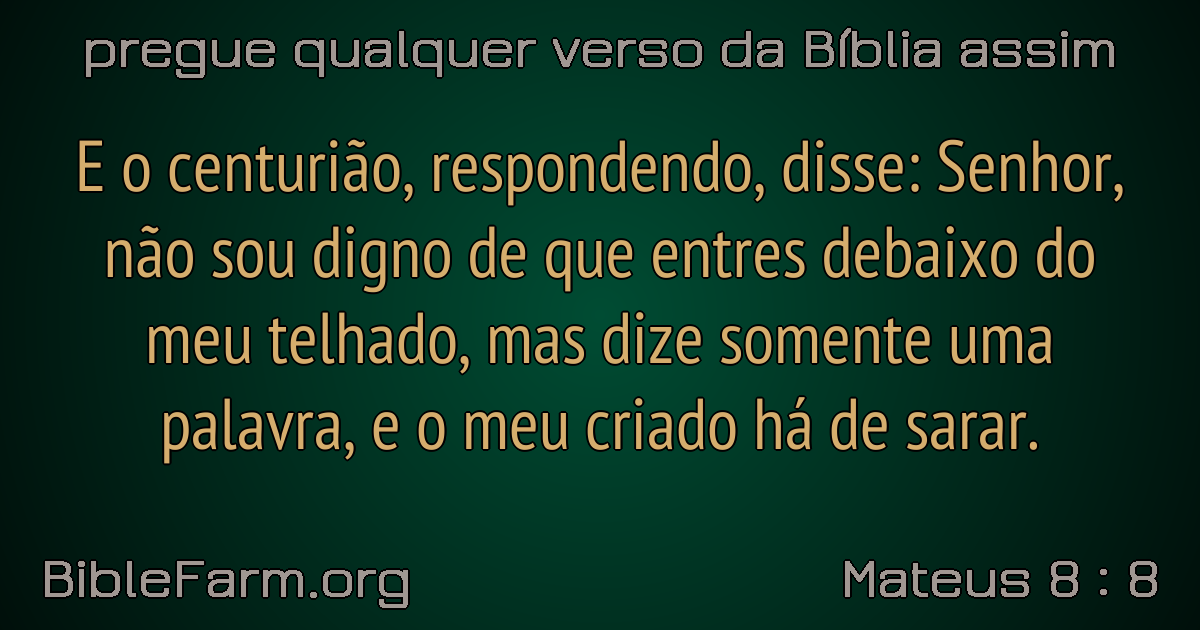 pregue qualquer verso da Bíblia assim
E o centurião, respondendo, disse: Senhor,
não sou digno de que entres debaixo do
meu telhado, mas dize somente uma
palavra, e o meu criado há de sarar.
BibleFarm.org
Mateus 8 : 8